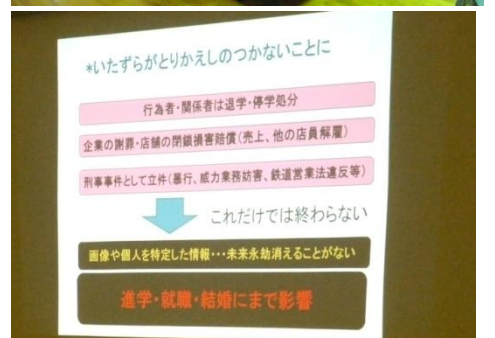 *いたずらがとりかえしのつかないことに
行為者・関係者は退学・停学処分
企業の謝罪・店舗の閉鎖損害賠償(売上、他の店員解雇)
刑事事件として立件(暴行、威力業務妨害、鉄道営業法違反等)
これだけでは終わらない
画像や個人を特定した情報・・・未来永劫消えることがない
進学・就職・結婚にまで影響